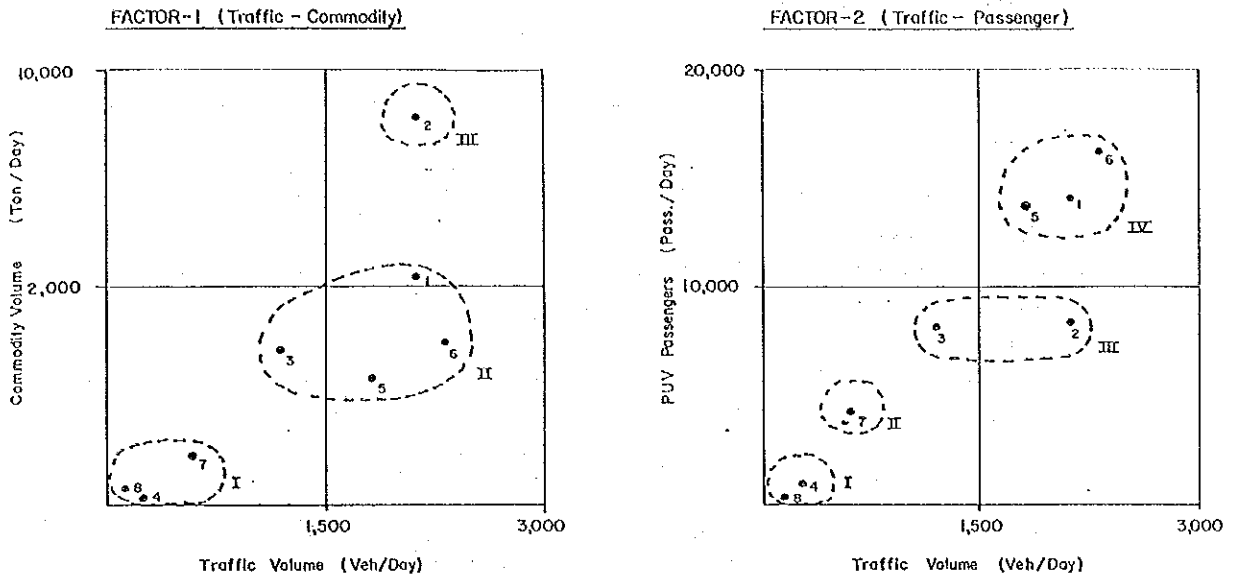 FACTOR-1 (Traffic - Commodity)
10,000
2
III
Commodity Volume (Ton / Day)
1
2,000
3
6
5
II
7
8
4
I
1,500
3,000
Traffic Volume (Veh/Day)
FACTOR-2 (Traffic - Passenger)
20,000
6
1
5
IV
PUV Passengers (Pass./ Day)
10,000
3
2
III
7
II
4
I
8
1,500
3,000
Traffic Volume (Veh/Day)